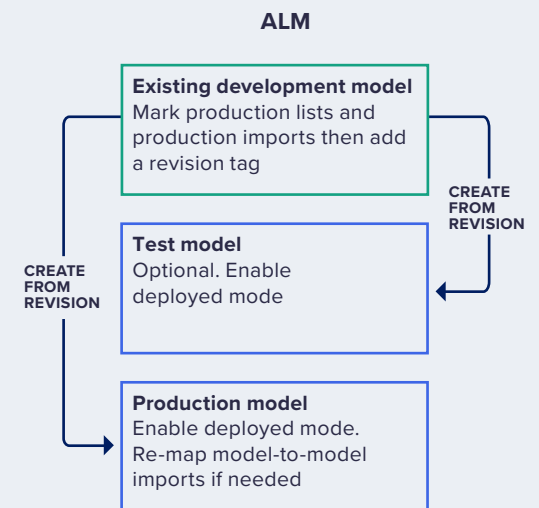 ALM
Existing development model
Mark production lists and
production imports then add
a revision tag
CREATE
FROM
REVISION
Test model
Optional. Enable
deployed mode
CREATE
FROM
REVISION
Production model
Enable deployed mode.
Re-map model-to-model
imports if needed